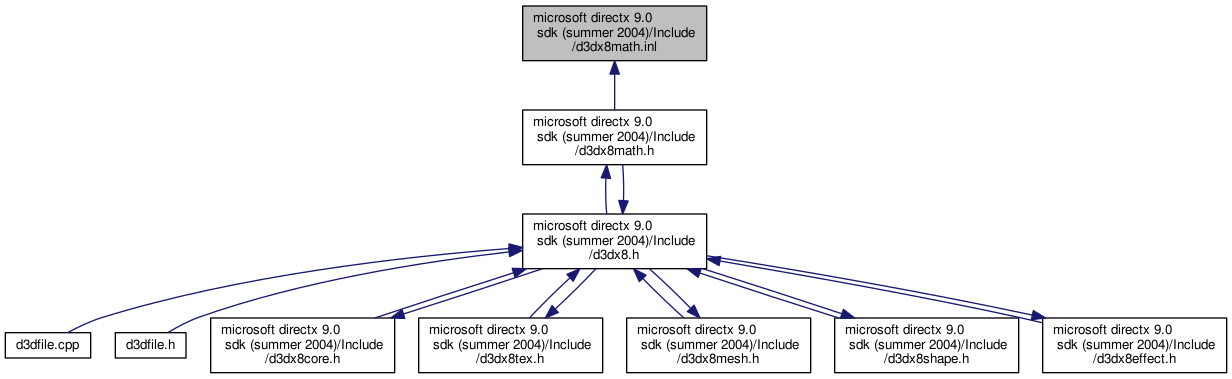 microsoft directx 9.0
sdk (summer 2004)/Include
/d3dx8math.inl
microsoft directx 9.0
sdk (summer 2004)/Include
/d3dx8math.h
microsoft directx 9.0
sdk (summer 2004)/Include
/d3dx8.h
d3dfile.cpp
d3dfile.h
microsoft directx 9.0
sdk (summer 2004)/Include
/d3dx8core.h
microsoft directx 9.0
sdk (summer 2004)/Include
/d3dx8tex.h
microsoft directx 9.0
sdk (summer 2004)/Include
/d3dx8mesh.h
microsoft directx 9.0
sdk (summer 2004)/Include
/d3dx8shape.h
microsoft directx 9.0
sdk (summer 2004)/Include
/d3dx8effect.h